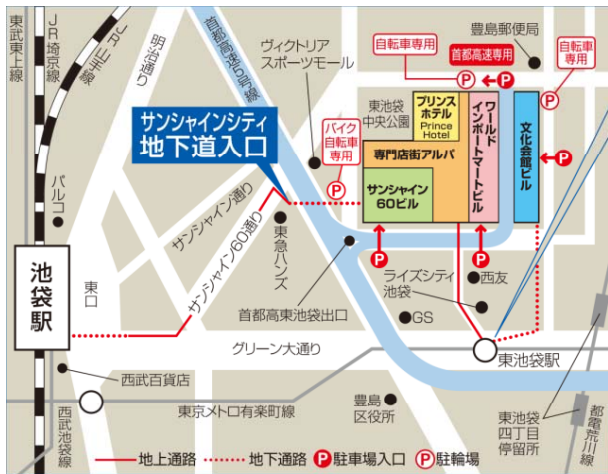 東武東上線
JR埼京線
JR山手線
明治通り
首都高速5号線
ヴィクトリア
スポーツモール
豊島郵便局
自転車専用
首都高速専用
自転車
専用
P
P
P
サンシャインシティ
地下道入口
バイク
自転車
専用
P
東池袋
中央公園
プリンス
ホテル
Prince
Hotel
ワールド
インポートマートビル
文化会館ビル
P
専門店街アルパ
サンシャイン
60ビル
パルコ
サンシャイン通り
サンシャイン60通り
東急ハンズ
P
P
池袋駅
東口
首都高東池袋出口
ライズシティ
池袋
西友
GS
グリーン大通り
東池袋駅
西武百貨店
西武池袋線
東京メトロ有楽町線
豊島
区役所
東池袋
四丁目
停留所
都電荒川線
地上通路
地下通路
P駐車場入口
P駐輪場